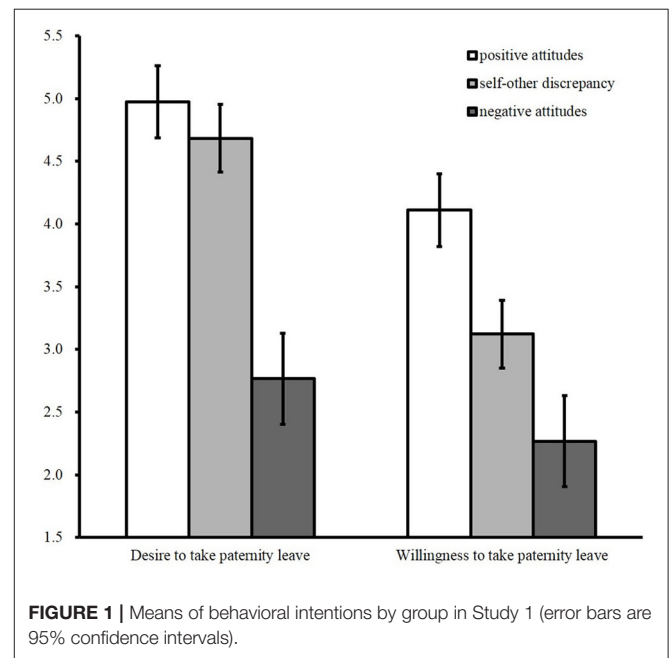 5.5
5.0
4.5
4.0
3.5
3.0
2.5
2.0
1.5
positive attitudes
self-other discrepancy
negative attitudes
Desire to take paternity leave
Willingness to take paternity leave
FIGURE 1 | Means of behavioral intentions by group in Study 1 (error bars are
95% confidence intervals).